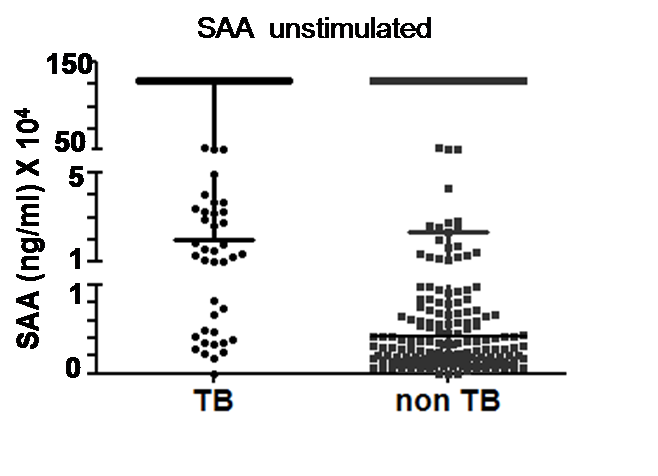 SAA unstimulated
SAA (ng/ml) X 10⁴
150
50
5
1
1
0
TB
non TB